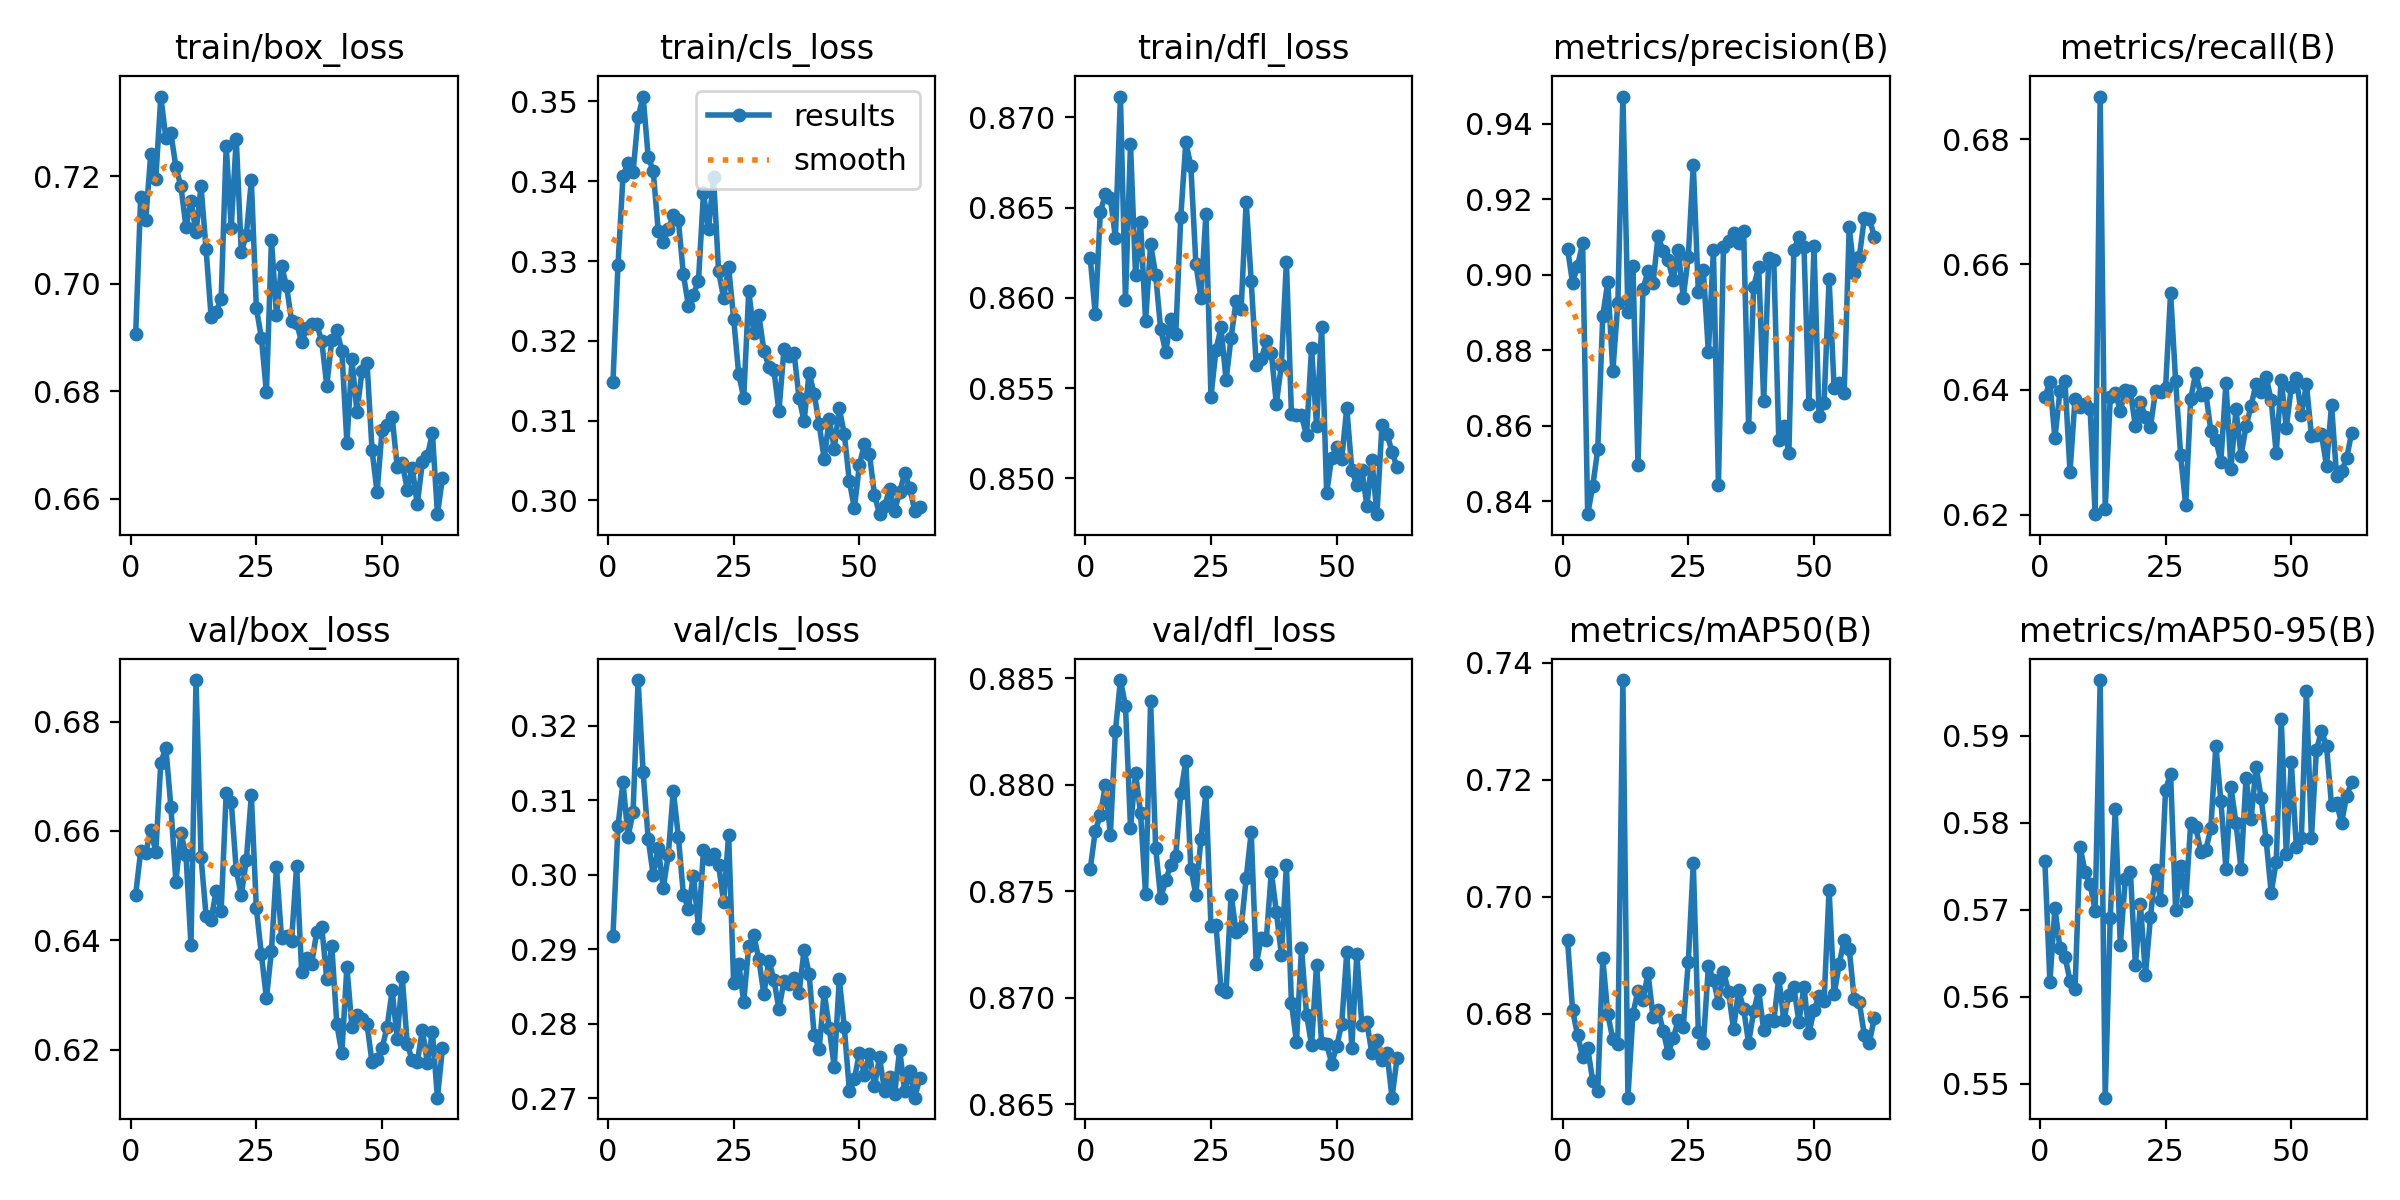 train/box_loss
train/cls_loss
train/dfl_loss
metrics/precision(B)
metrics/recall(B)
results
smooth
0.72
0.70
0.68
0.66
0 25 50
0.35
0.34
0.33
0.32
0.31
0.30
0 25 50
0.870
0.865
0.860
0.855
0.850
0 25 50
0.94
0.92
0.90
0.88
0.86
0.84
0 25 50
0.68
0.66
0.64
0.62
0 25 50
val/box_loss
val/cls_loss
val/dfl_loss
metrics/mAP50(B)
metrics/mAP50-95(B)
0.68
0.66
0.64
0.62
0 25 50
0.32
0.31
0.30
0.29
0.28
0.27
0 25 50
0.885
0.880
0.875
0.870
0.865
0 25 50
0.74
0.72
0.70
0.68
0 25 50
0.59
0.58
0.57
0.56
0.55
0 25 50